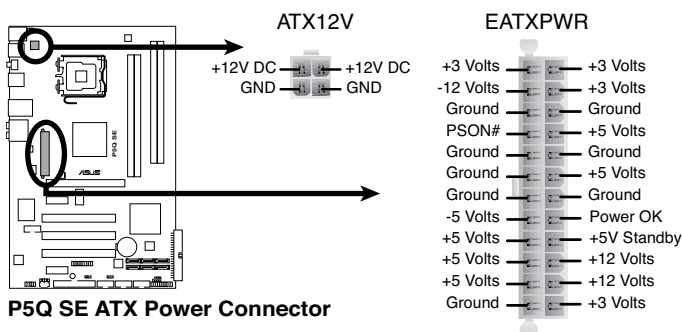 ATX12V
EATXPWR
+12V DC
+12V DC
GND
GND
+3 Volts
+3 Volts
-12 Volts
+3 Volts
Ground
Ground
PSON#
+5 Volts
Ground
Ground
Ground
+5 Volts
Ground
Ground
-5 Volts
Power OK
+5 Volts
+5V Standby
+5 Volts
+12 Volts
+5 Volts
+12 Volts
Ground
+3 Volts
P5Q SE
ASUS
P5Q SE ATX Power Connector